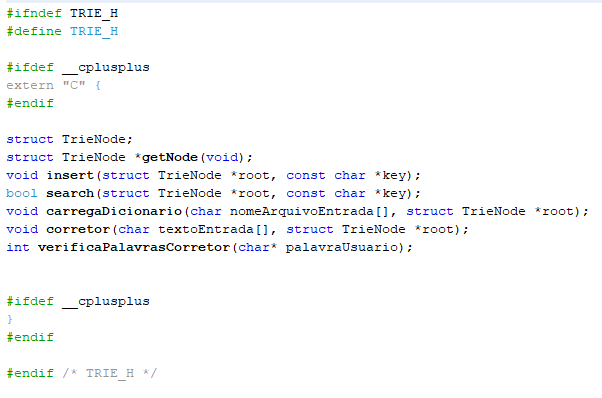 #ifndef TRIE_H
#define TRIE_H
#ifdef __cplusplus
extern "C" {
#endif
struct TrieNode;
struct TrieNode *getNode(void);
void insert(struct TrieNode *root, const char *key);
bool search(struct TrieNode *root, const char *key);
void carregaDicionario(char nomeArquivoEntrada[], struct TrieNode *root);
void corretor(char textoEntrada[], struct TrieNode *root);
int verificaPalavrasCorretor(char* palavraUsuario);
#ifdef __cplusplus
}
#endif
#endif /* TRIE_H */